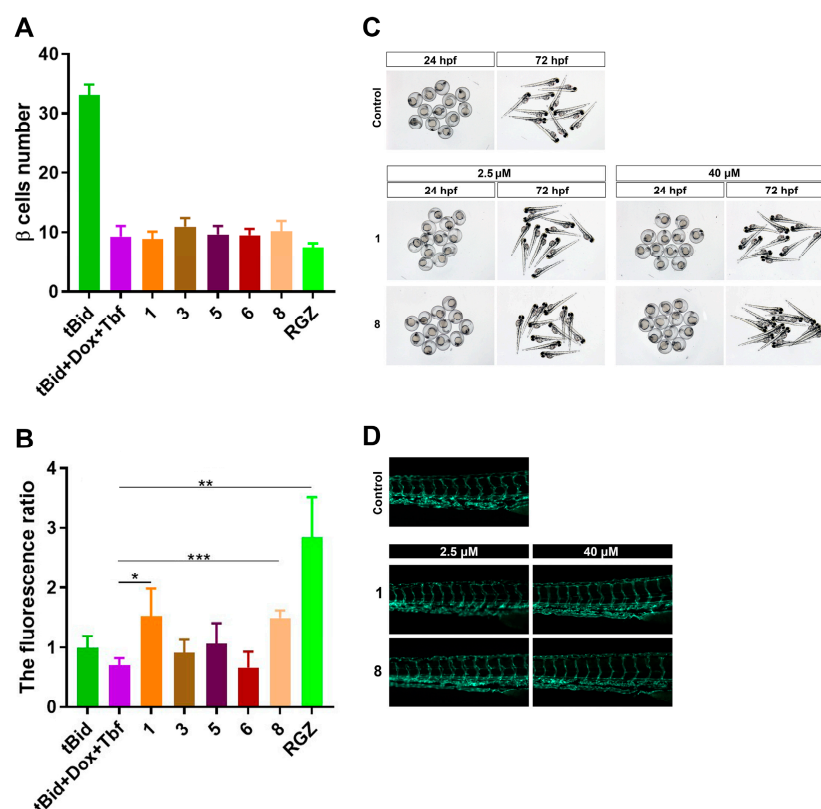 A
β cells number
40
30
20
10
0
tBid
tBid+Dox+Tbf
1
3
5
6
8
RGZ
B
The fluorescence ratio
4
3
2
1
0
**
***
*
tBid
tBid+Dox+Tbf
1
3
5
6
8
RGZ
C
24 hpf 72 hpf
Control
2.5 μM 40 μM
24 hpf 72 hpf 24 hpf 72 hpf
1
8
D
Control
2.5 μM 40 μM
1
8